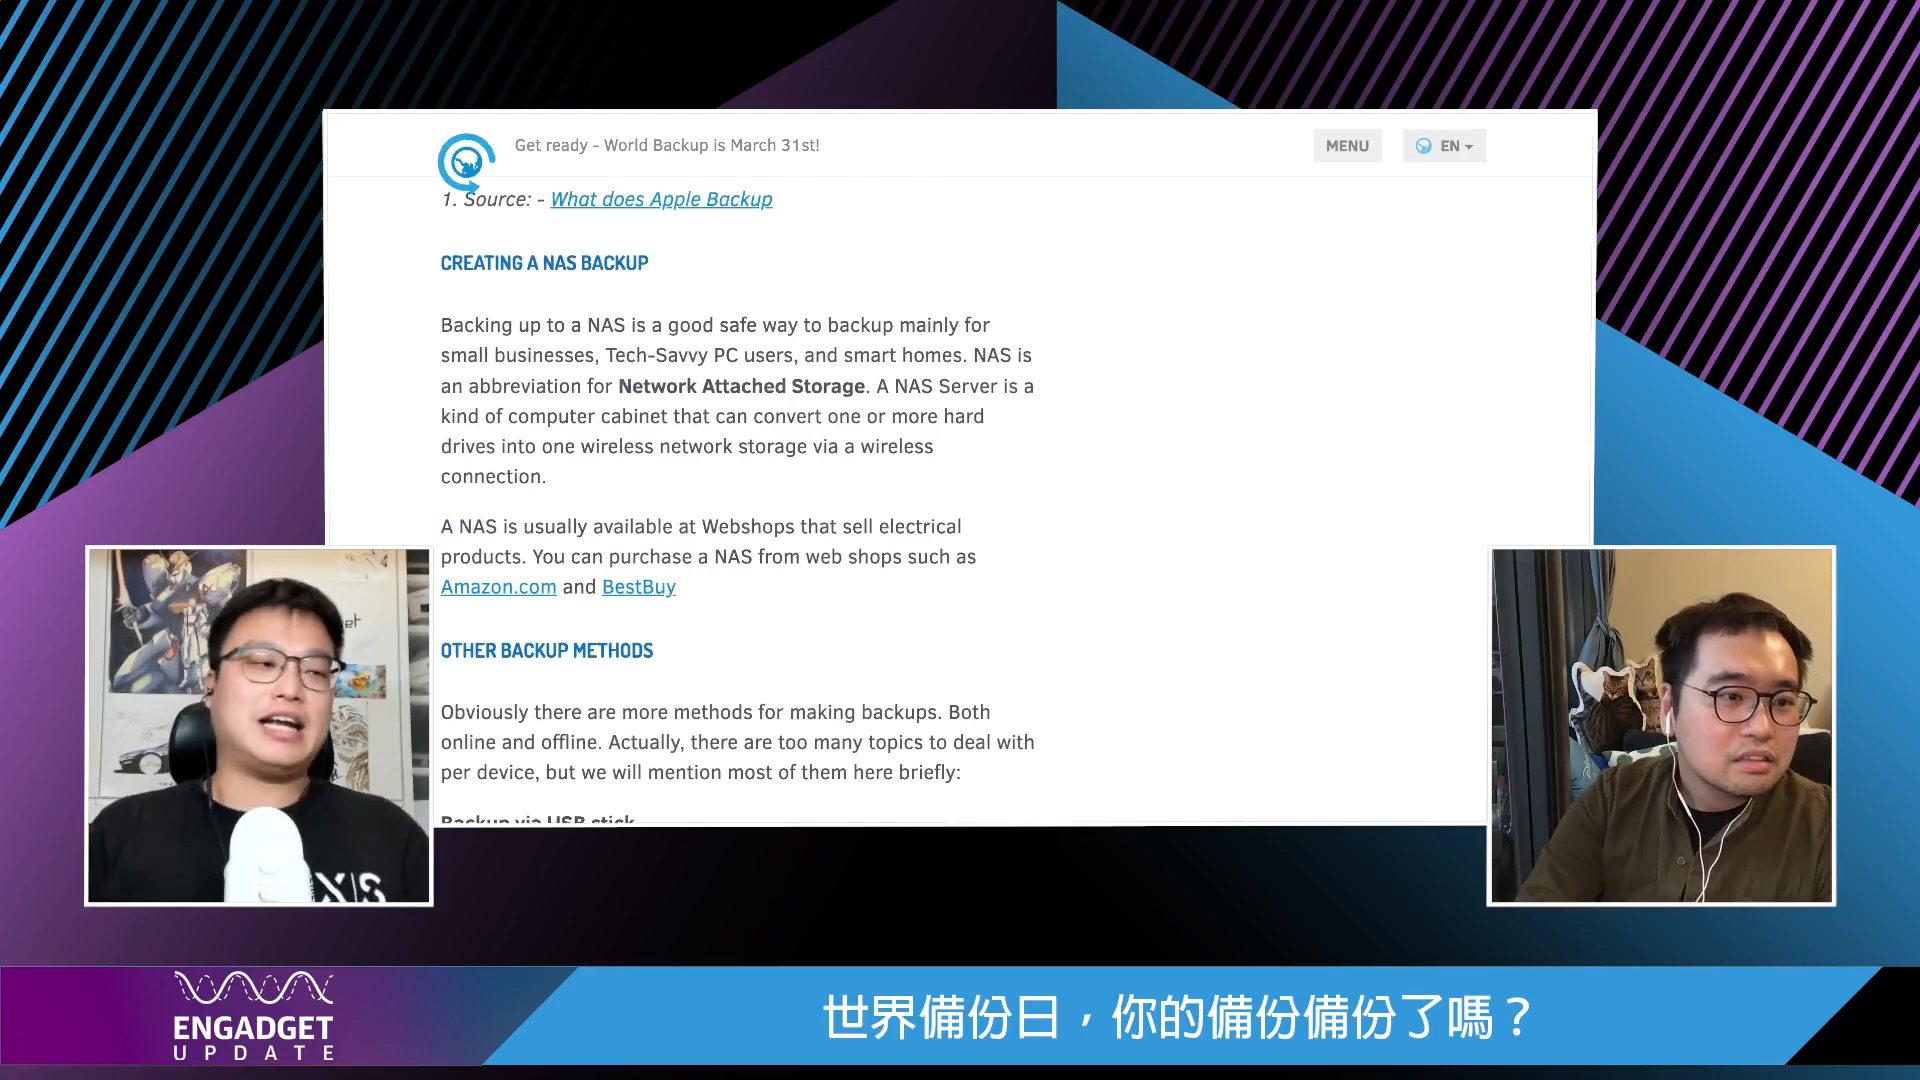 Get ready - World Backup is March 31st!
MENU
EN
1. Source: - What does Apple Backup
CREATING A NAS BACKUP
Backing up to a NAS is a good safe way to backup mainly for
small businesses, Tech-Savvy PC users, and smart homes. NAS is
an abbreviation for Network Attached Storage. A NAS Server is a
kind of computer cabinet that can convert one or more hard
drives into one wireless network storage via a wireless
connection.
A NAS is usually available at Webshops that sell electrical
products. You can purchase a NAS from web shops such as
Amazon.com and BestBuy
OTHER BACKUP METHODS
Obviously there are more methods for making backups. Both
online and offline. Actually, there are too many topics to deal with
per device, but we will mention most of them here briefly:
Backup via USB stick
ENGADGET
UPDATE
世界備份日，你的備份備份了嗎？